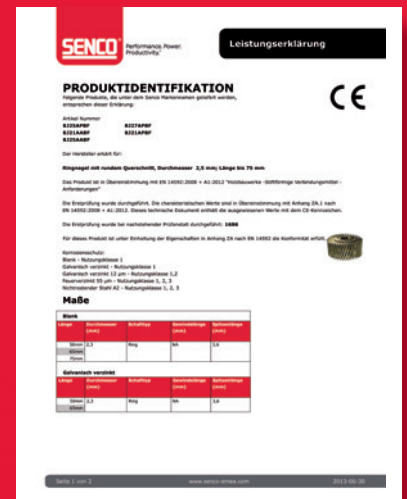 SENCO
Performance. Power.
Productivity.
Leistungserklärung
PRODUKTIDENTIFIKATION
Folgende Produkte, die unter dem Senco Markennamen geliefert werden,
entsprechen dieser Erklärung:
CE
Artikel Nummer
BJ25APBF BJ27APBF
BJ21AABF BJ21APBF
BJ25AABF
Der Hersteller erklärt für:
Ringnagel mit rundem Querschnitt, Durchmesser 2,5 mm; Länge bis 75 mm
Das Produkt ist in Übereinstimmung mit EN 14592:2008 + A1:2012 "Holzbauwerke -Stiftförmige Verbindungsmittel -
Anforderungen"
Die Erstprüfung wurde durchgeführt. Die charakteristischen Werte sind in Übereinstimmung mit Anhang ZA.1 nach
EN 14592:2008 + A1:2012. Dieses technische Dokument enthält die ausgewiesenen Werte mit dem CE-Kennzeichen.
Die Erstprüfung wurde bei nachstehender Prüfanstalt durchgeführt: 1686
Für dieses Produkt ist unter Einhaltung der Eigenschaften in Anhang ZA nach EN 14592 die Konformität erfüllt.
Korrosionsschutz:
Blank - Nutzungsklasse 1
Galvanisch verzinkt - Nutzungsklasse 1
Galvanisch verzinkt 12 µm - Nutzungsklasse 1,2
Feuerverzinkt 55 µm - Nutzungsklasse 1, 2, 3
Nichtrostender Stahl A2 - Nutzungsklasse 1, 2, 3
Maße
Blank
Länge Durchmesser (mm) Schafttyp Gewindelänge (mm) Spitzenlänge (mm)
50mm 2,3 Ring NA 3,6
65mm
75mm
Galvanisch verzinkt
Länge Durchmesser (mm) Schafttyp Gewindelänge (mm) Spitzenlänge (mm)
50mm 2,3 Ring NA 3,6
65mm
Seite 1 von 2 www.senco-emea.com 2013-06-30